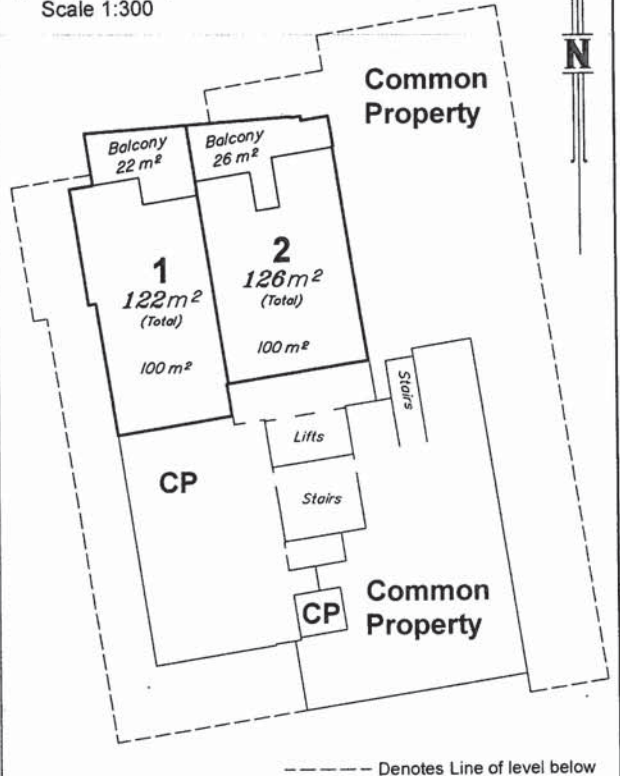 Scale 1:300
N
Common
Property
Balcony
22 m²
Balcony
26 m²
1
122m²
(Total)
100 m²
2
126m²
(Total)
100 m²
Stairs
Lifts
CP
Stairs
CP
Common
Property
Denotes Line of level below